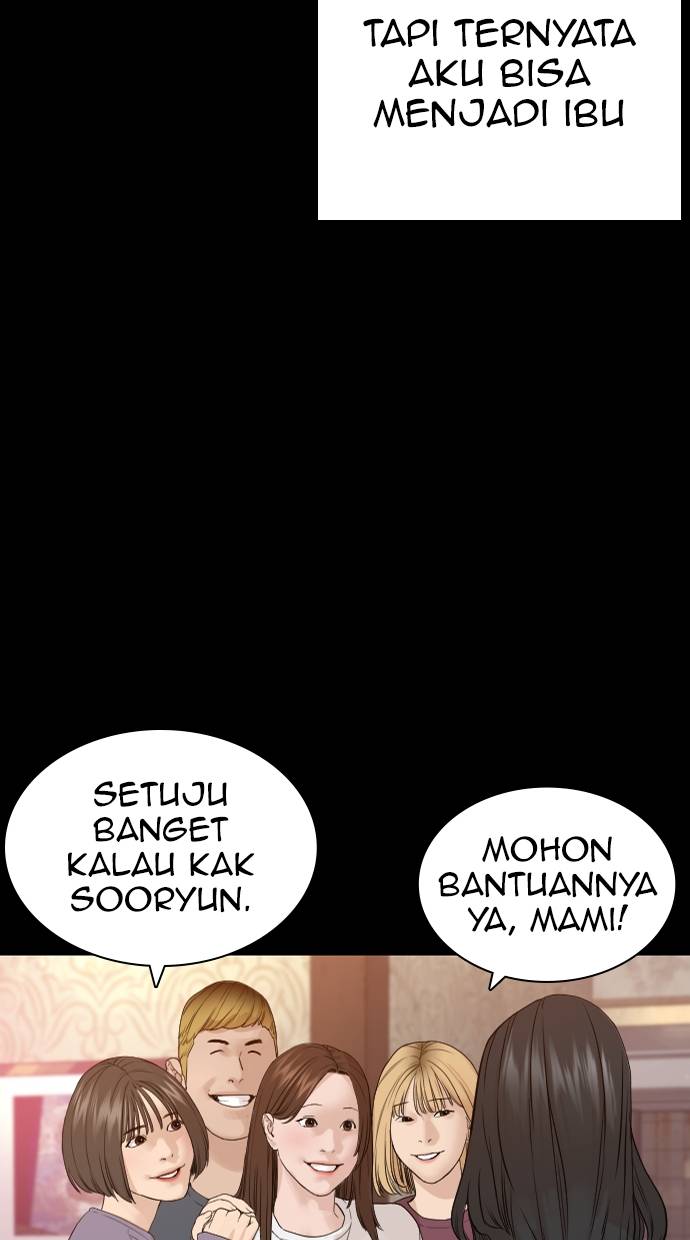 TAPI TERNYATA
AKU BISA
MENJADI IBU
SETUJU
BANGET
KALAU KAK
SOORYUN.
MOHON
BANTUANNYA
YA, MAMI!